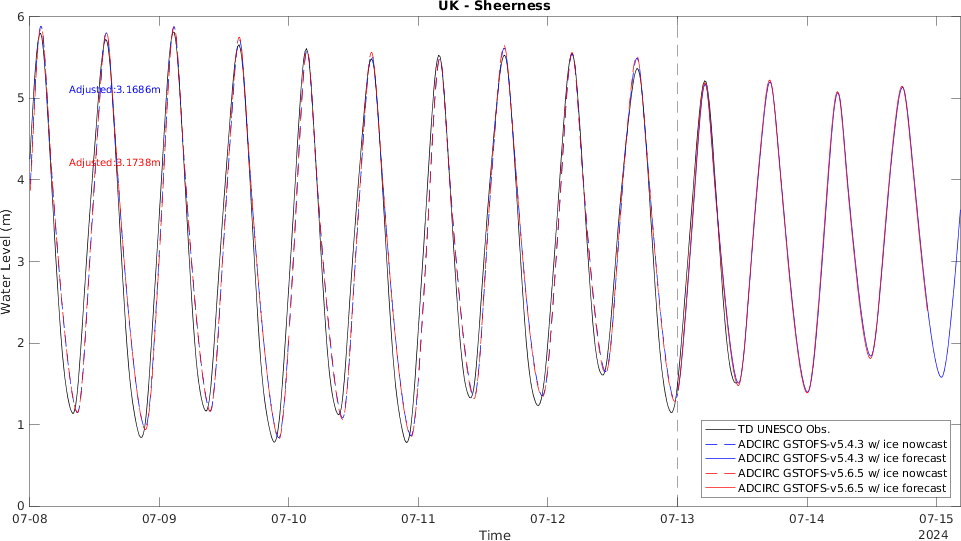 UK - Sheerness
6
5
4
3
2
1
0
Water Level (m)
Adjusted:3.1686m
Adjusted:3.1738m
TD UNESCO Obs.
ADCIRC GSTOFS-v5.4.3 w/ ice nowcast
ADCIRC GSTOFS-v5.4.3 w/ ice forecast
ADCIRC GSTOFS-v5.6.5 w/ ice nowcast
ADCIRC GSTOFS-v5.6.5 w/ ice forecast
07-08 07-09 07-10 07-11 07-12 07-13 07-14 07-15
Time
2024